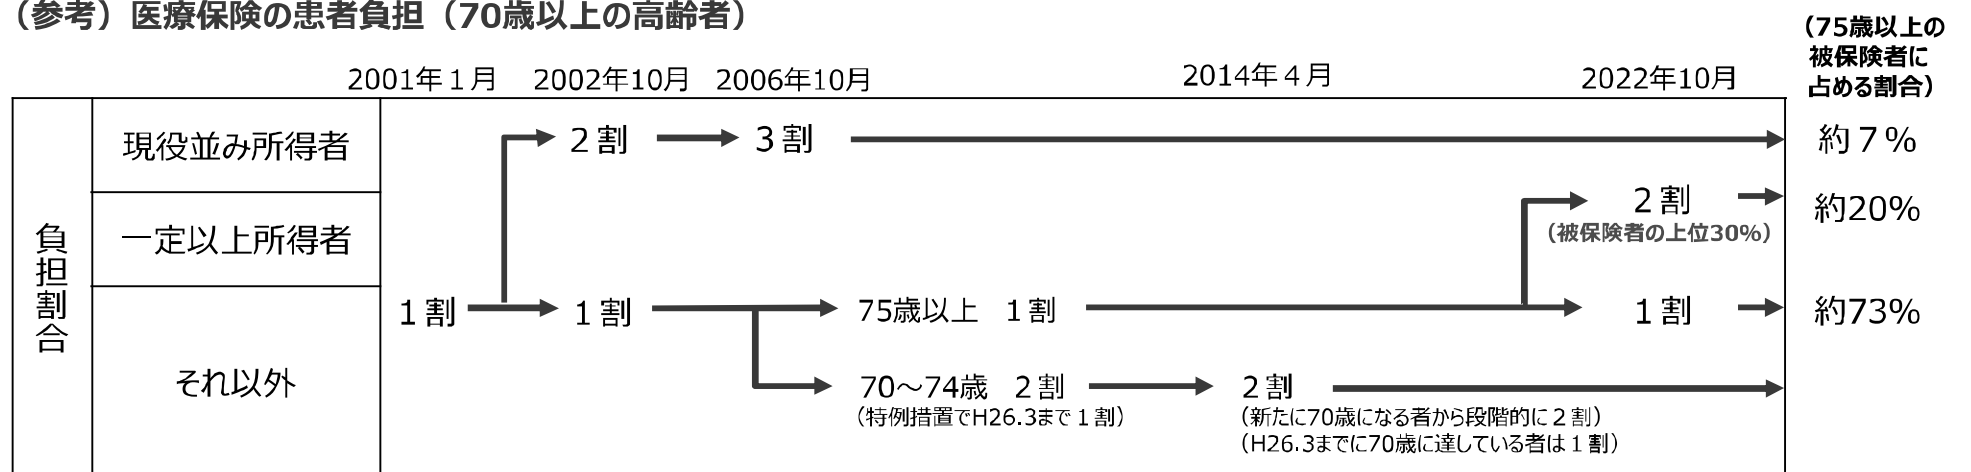 （参考）医療保険の患者負担（70歳以上の高齢者）
（75歳以上の
被保険者に
占める割合）
2001年１月 2002年10月 2006年10月 2014年４月 2022年10月
負担割合
現役並み所得者 ２割 ３割 約７％
一定以上所得者 ２割 約20％
（被保険者の上位30%）
それ以外
１割 １割 75歳以上 １割 １割 約73％
70～74歳 ２割 ２割
（特例措置でH26.3まで１割） （新たに70歳になる者から段階的に２割）
（H26.3までに70歳に達している者は１割）